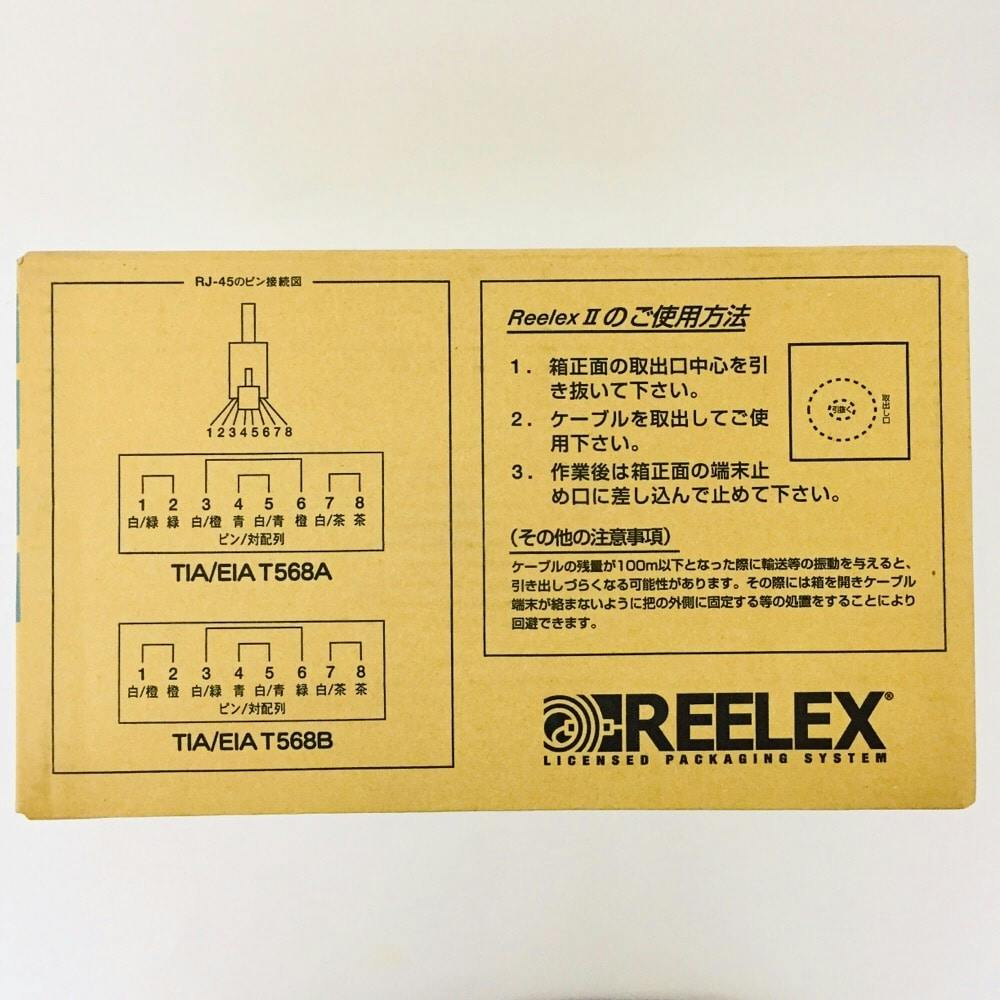 RJ-45のピン接続図
12345678
1 2 3 4 5 6 7 8
白/緑 緑 白/橙 青 白/青 橙 白/茶 茶
ピン/対配列
TIA/EIA T568A
1 2 3 4 5 6 7 8
白/橙 橙 白/緑 青 白/青 緑 白/茶 茶
ピン/対配列
TIA/EIA T568B
Reelex Ⅱのご使用方法
1. 箱正面の取出口中心を引
き抜いて下さい。
2. ケーブルを取出してご使
用下さい。
3. 作業後は箱正面の端末止
め口に差し込んで止めて下さい。
引抜く
取出し口
(その他の注意事項)
ケーブルの残量が100m以下となった際に輸送等の振動を与えると、
引き出しづらくなる可能性があります。その際には箱を開きケーブル
端末が絡まないように把の外側に固定する等の処置をすることにより
回避できます。
REELEX®
LICENSED PACKAGING SYSTEM